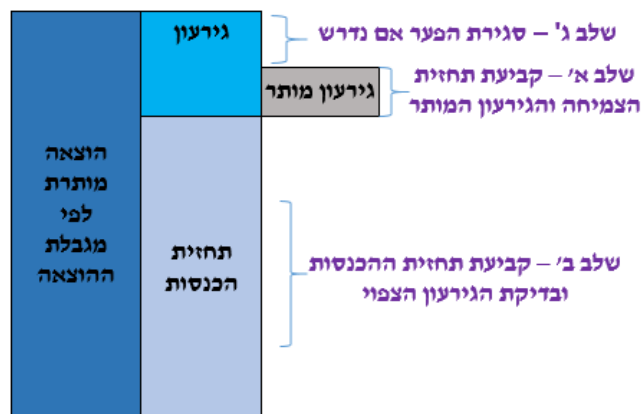 גירעון
שלב ג' – סגירת הפער אם נדרש
גירעון מותר
שלב א׳ – קביעת תחזית
הצמיחה והגירעון המותר
הוצאה
מותרת
לפי
מגבלת
ההוצאה
תחזית
הכנסות
שלב ב׳ – קביעת תחזית ההכנסות
ובדיקת הגירעון הצפוי